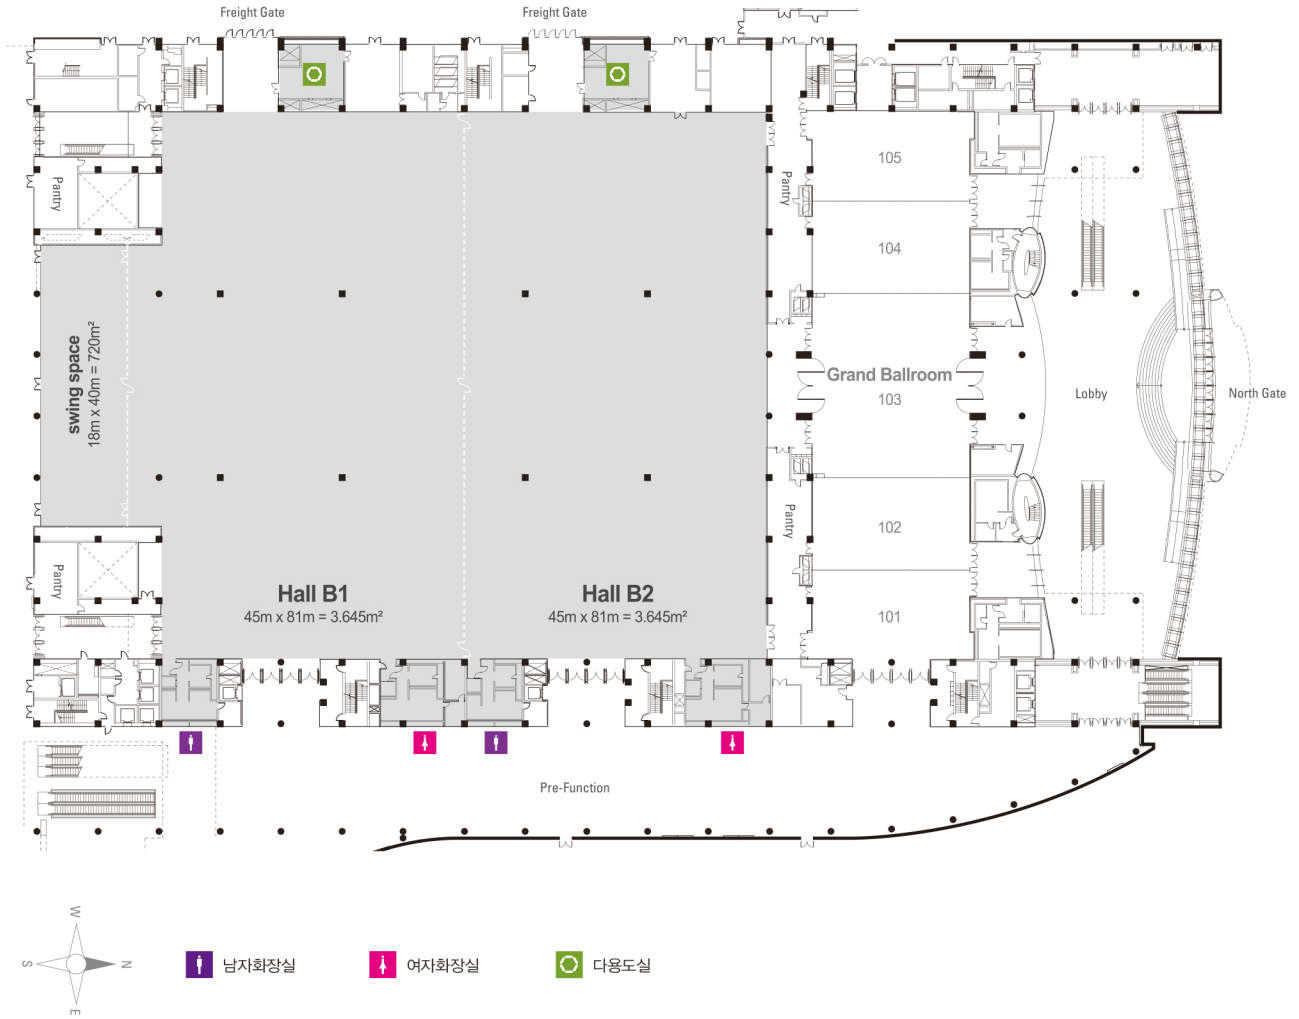 Freight Gate
Freight Gate
Pantry
Pantry
105
104
swing space
18m x 40m = 720m²
Grand Ballroom
103
Lobby
North Gate
Pantry
102
Pantry
Hall B1
45m x 81m = 3.645m²
Hall B2
45m x 81m = 3.645m²
101
Pre-Function
W
S
N
E
남자화장실
여자화장실
다용도실